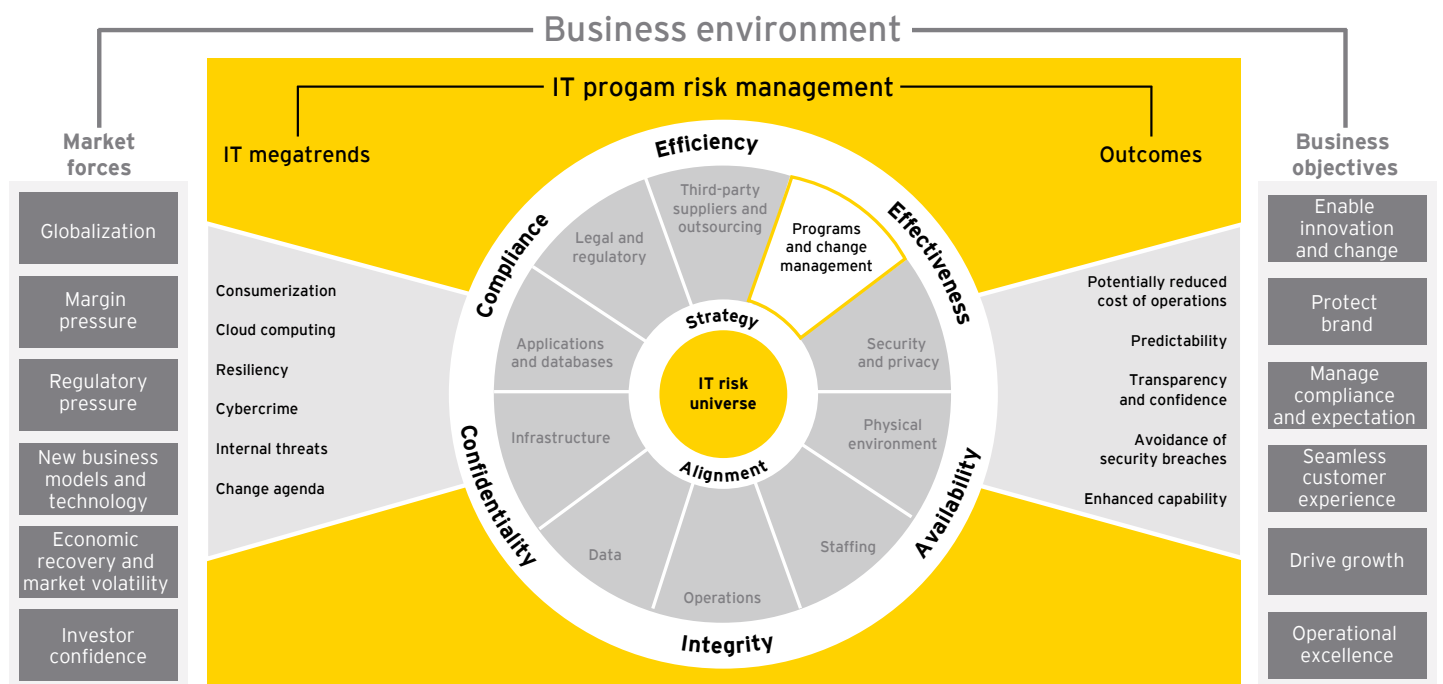 Business environment
IT progam risk management
Market
forces
Globalization
Margin
pressure
Regulatory
pressure
New business
models and
technology
Economic
recovery and
market volatility
Investor
confidence
IT megatrends
Consumerization
Cloud computing
Resiliency
Cybercrime
Internal threats
Change agenda
Efficiency
Effectiveness
Availability
Integrity
Confidentiality
Compliance
Third-party
suppliers and
outsourcing
Programs
and change
management
Security
and privacy
Physical
environment
Staffing
Operations
Data
Infrastructure
Applications
and databases
Legal and
regulatory
Strategy
IT risk
universe
Alignment
Outcomes
Potentially reduced
cost of operations
Predictability
Transparency
and confidence
Avoidance of
security breaches
Enhanced capability
Business
objectives
Enable
innovation
and change
Protect
brand
Manage
compliance
and expectation
Seamless
customer
experience
Drive growth
Operational
excellence